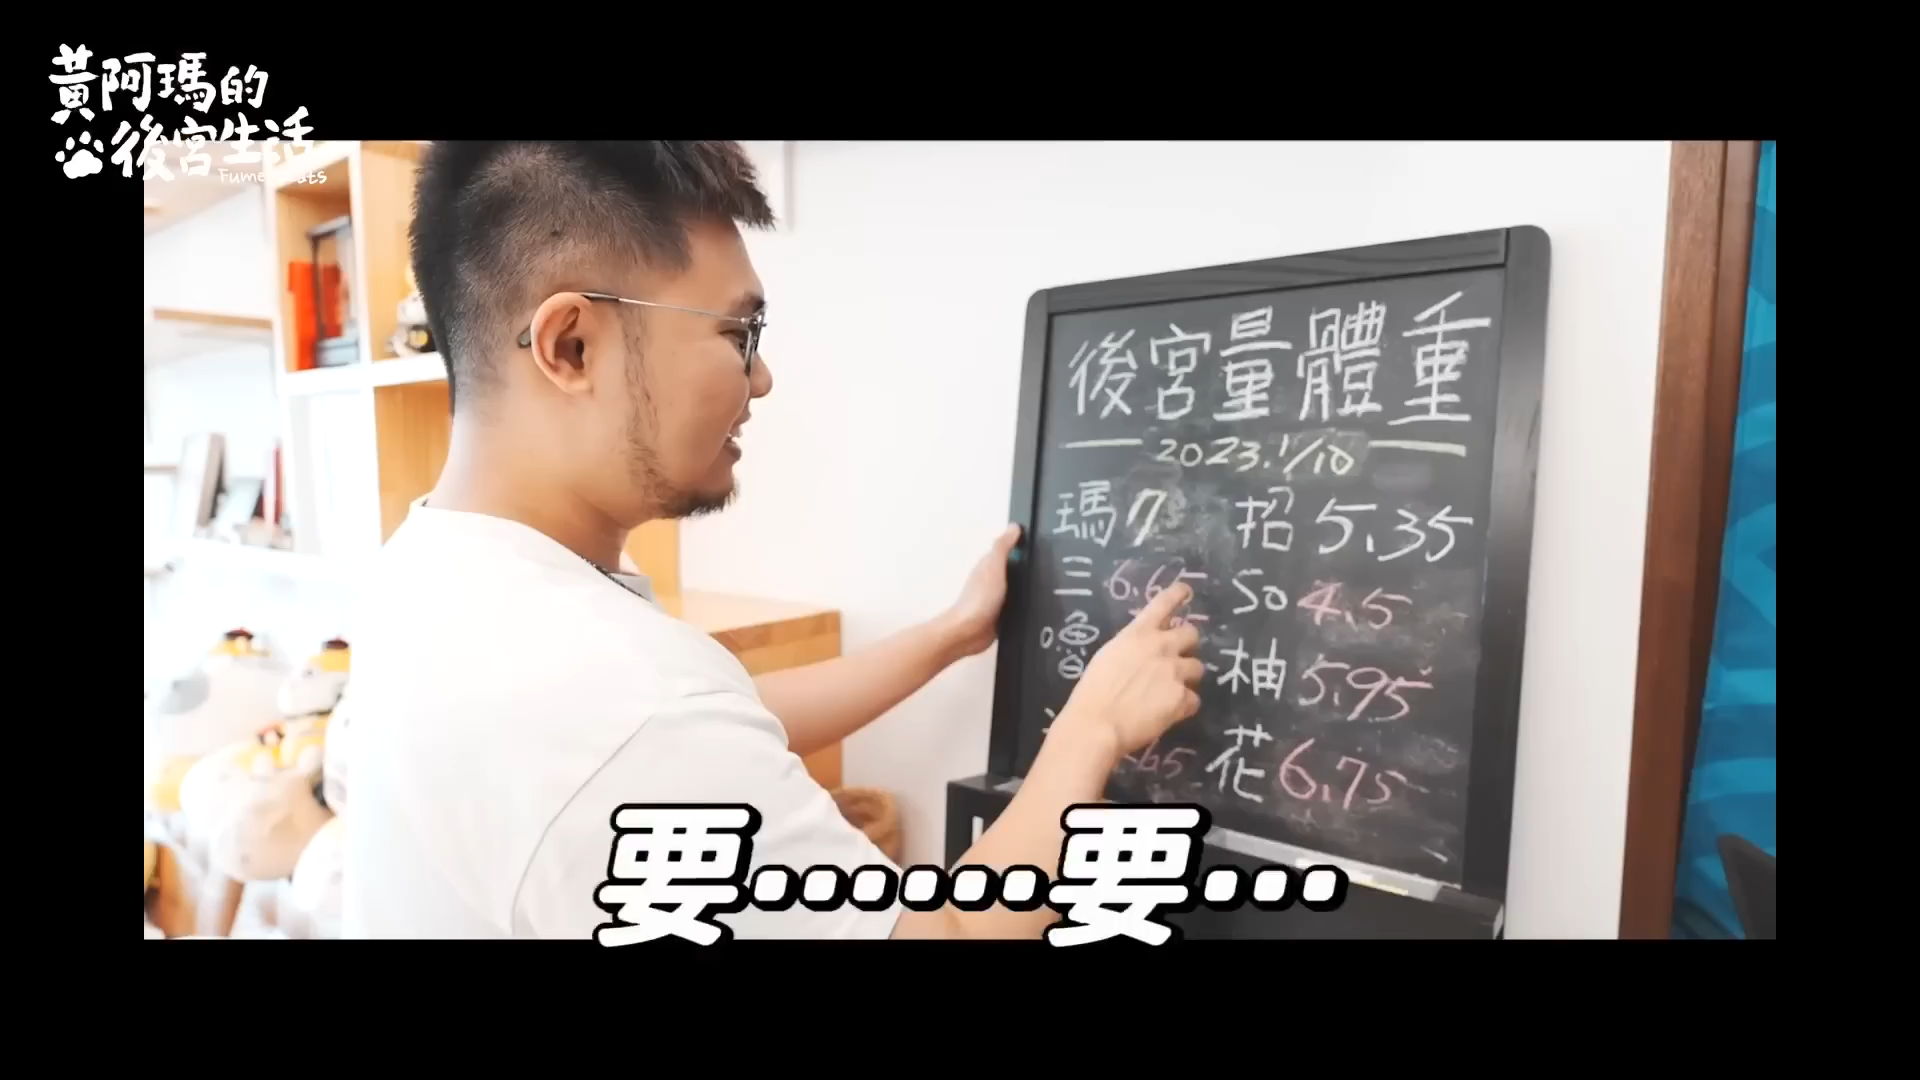 黃阿瑪的
後宮生活
後宮量體重
2023.1/10
瑪 7 招 5.35
三 6.65 So 4.5
嚕 柚 5.95
花 6.75
要………要…